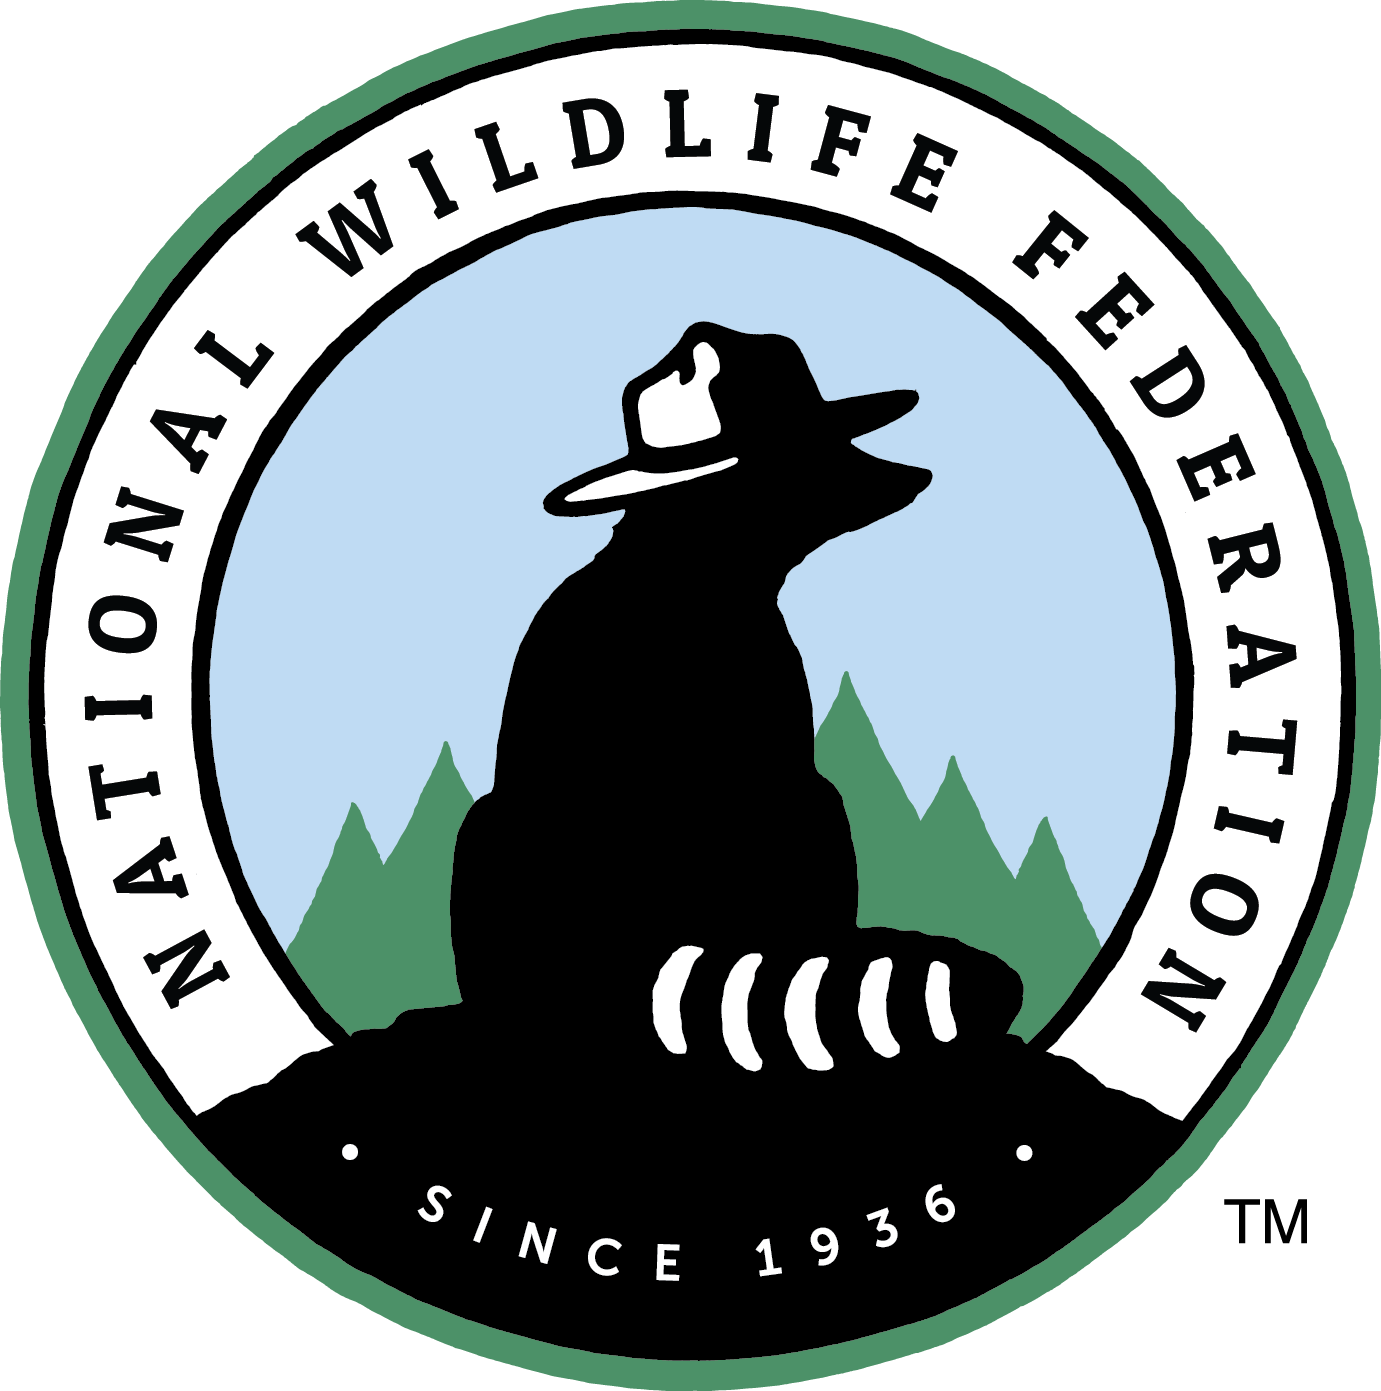 NATIONAL WILDLIFE FEDERATION
• SINCE 1936 •
TM